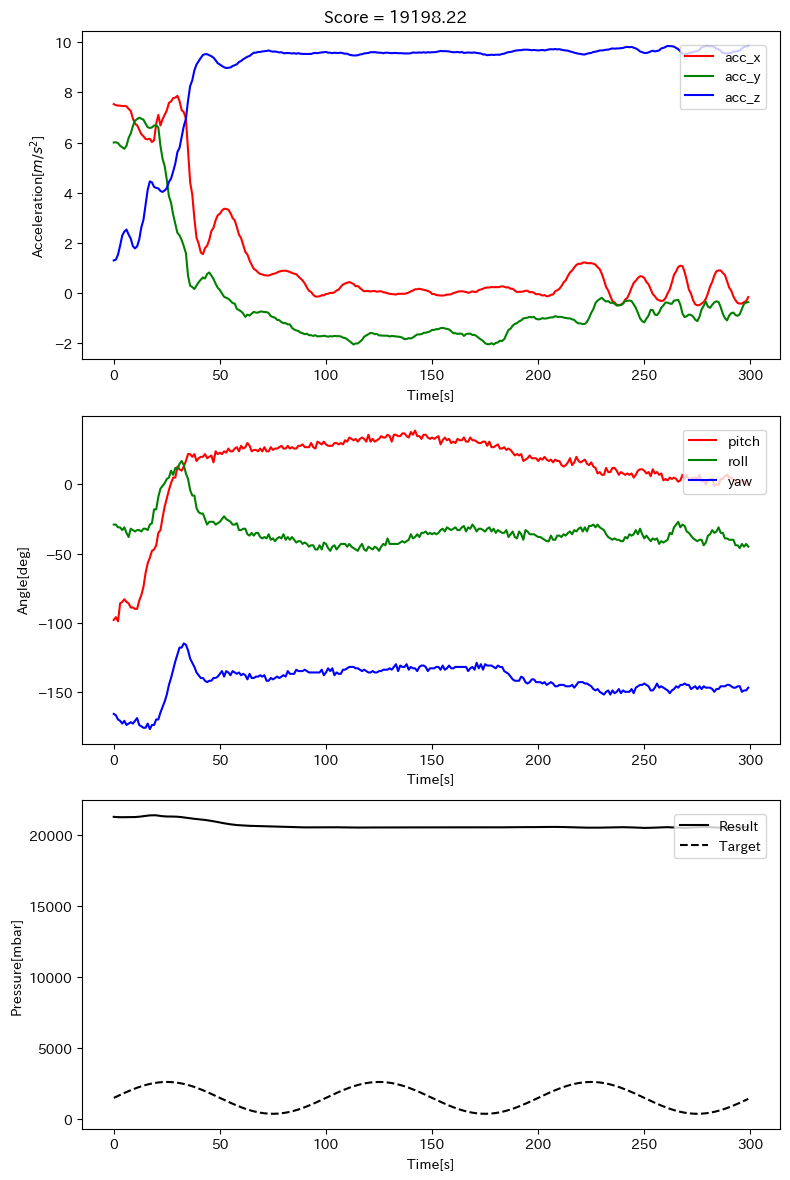 Score = 19198.22
Acceleration[m/s²]
10
8
6
4
2
0
−2
acc_x
acc_y
acc_z
0 50 100 150 200 250 300
Time[s]
Angle[deg]
0
−50
−100
−150
pitch
roll
yaw
0 50 100 150 200 250 300
Time[s]
Pressure[mbar]
20000
15000
10000
5000
0
Result
Target
0 50 100 150 200 250 300
Time[s]